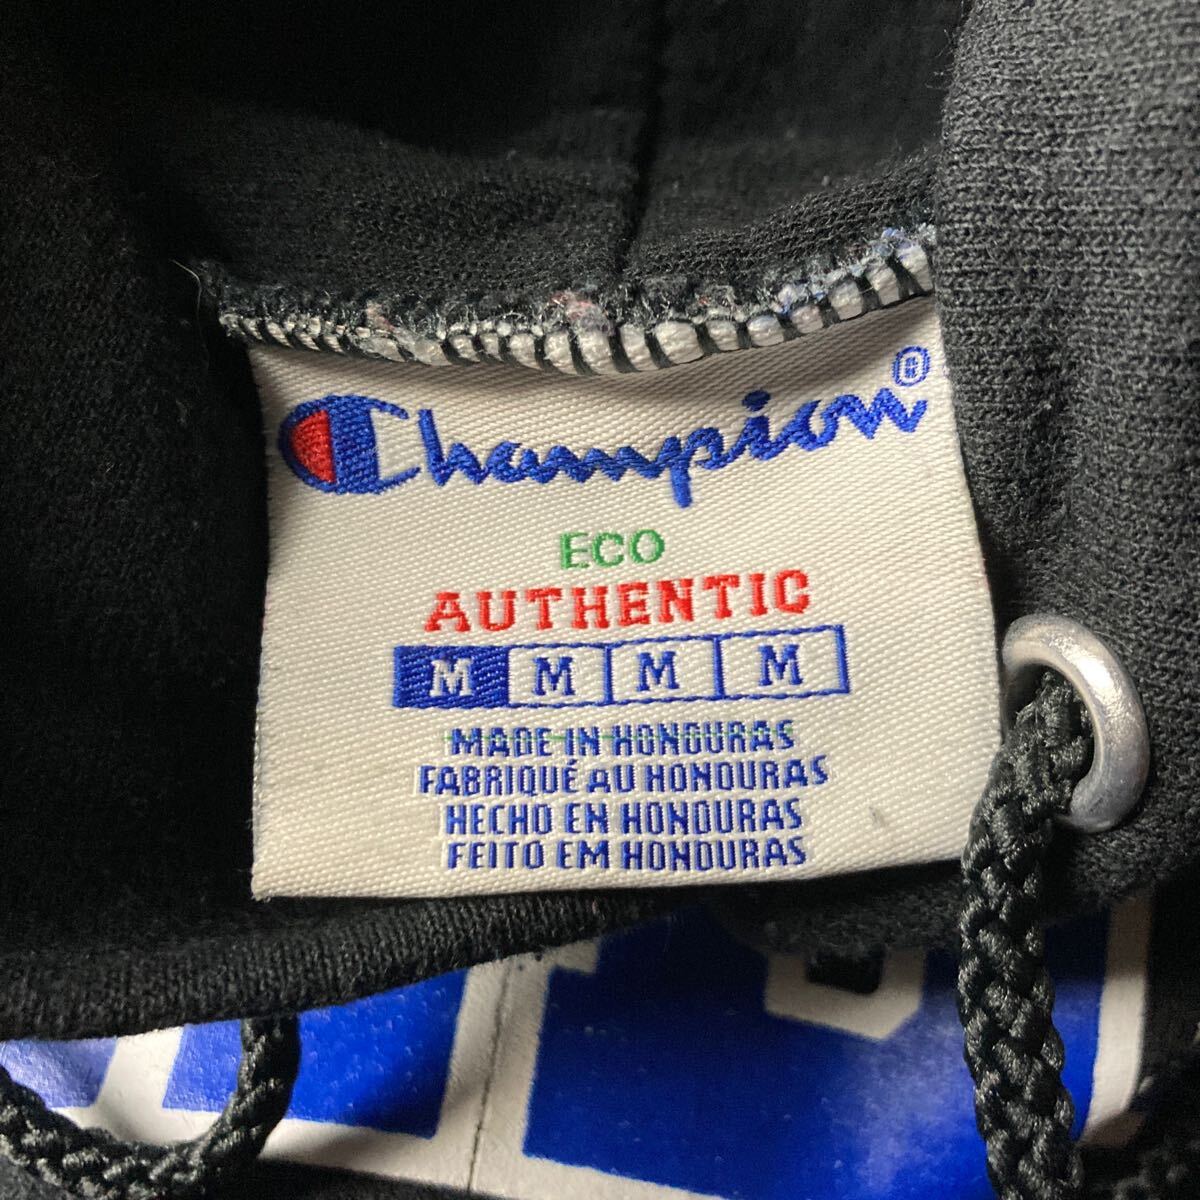 Champion®
ECO
AUTHENTIC
M M M M
MADE IN HONDURAS
FABRIQUÉ AU HONDURAS
HECHO EN HONDURAS
FEITO EM HONDURAS